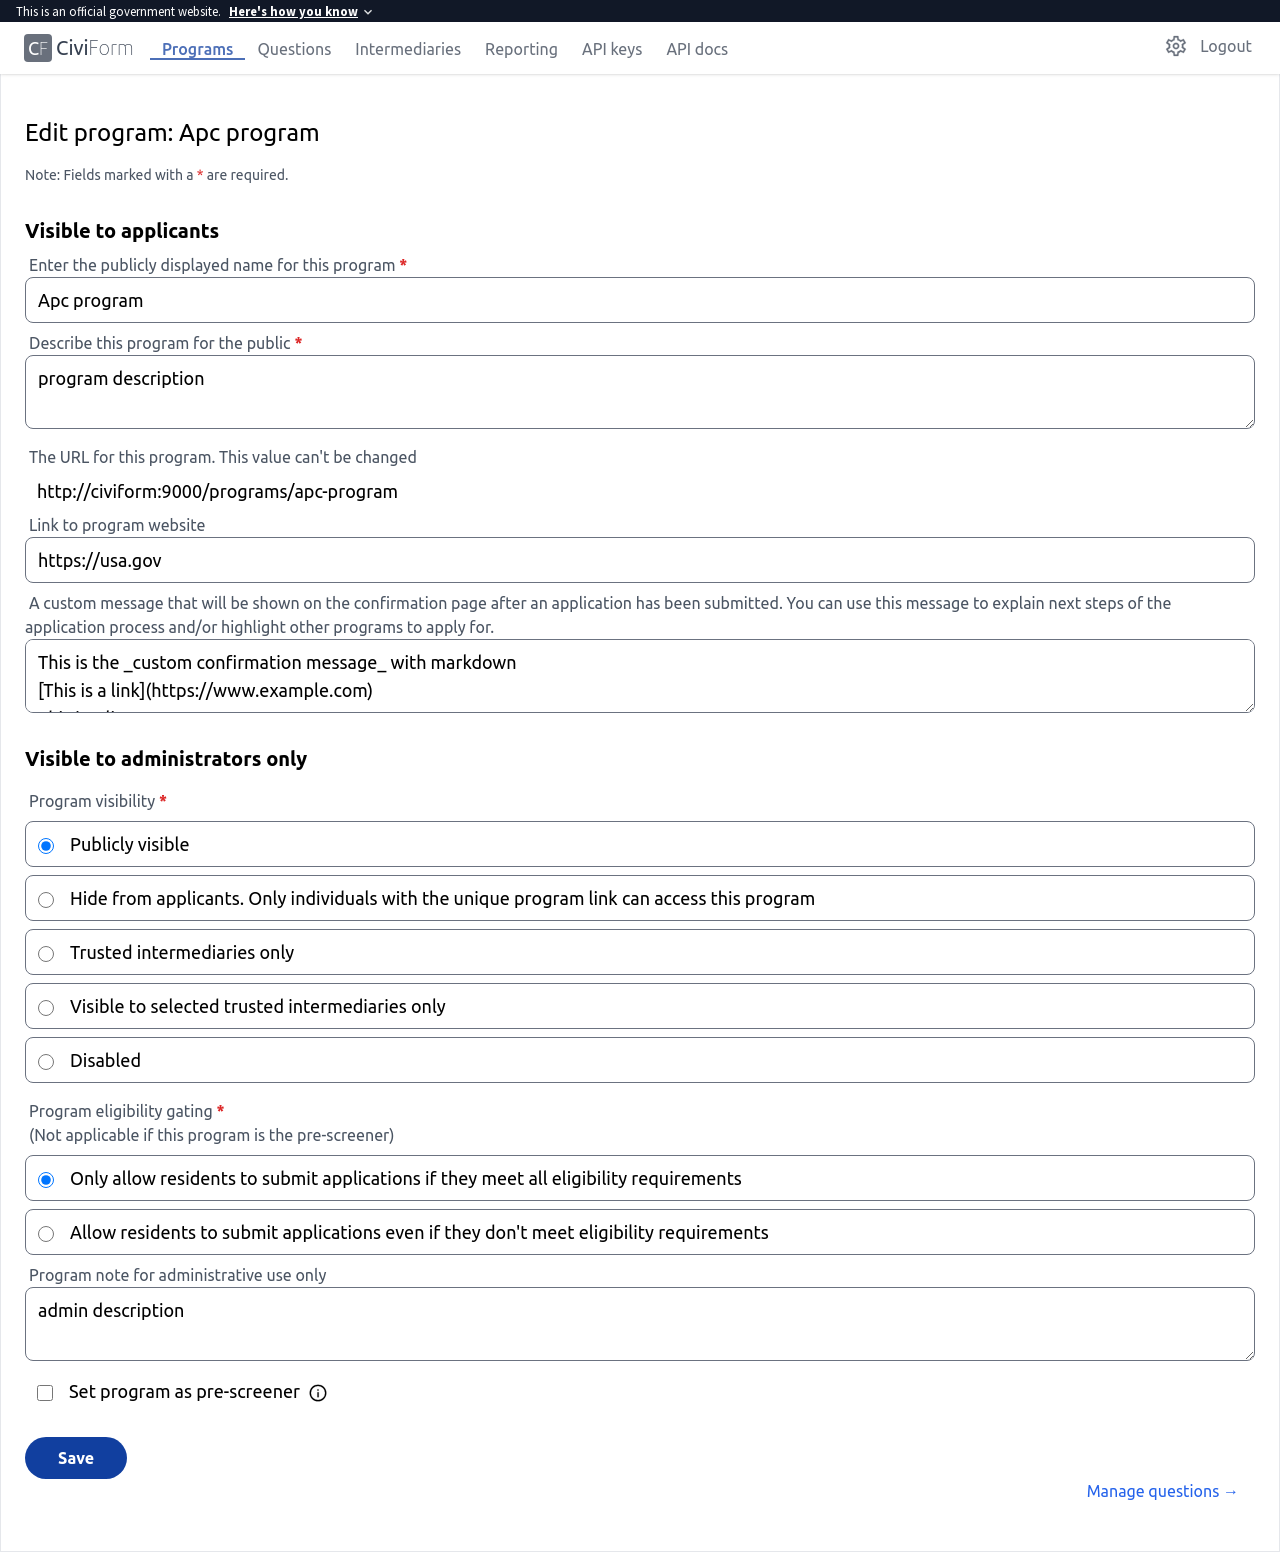 This is an official government website. Here's how you know
CF CiviForm Programs Questions Intermediaries Reporting API keys API docs Logout
Edit program: Apc program
Note: Fields marked with a * are required.
Visible to applicants
Enter the publicly displayed name for this program *
Apc program
Describe this program for the public *
program description
The URL for this program. This value can't be changed
http://civiform:9000/programs/apc-program
Link to program website
https://usa.gov
A custom message that will be shown on the confirmation page after an application has been submitted. You can use this message to explain next steps of the
application process and/or highlight other programs to apply for.
This is the _custom confirmation message_ with markdown
[This is a link](https://www.example.com)
Visible to administrators only
Program visibility *
Publicly visible
Hide from applicants. Only individuals with the unique program link can access this program
Trusted intermediaries only
Visible to selected trusted intermediaries only
Disabled
Program eligibility gating *
(Not applicable if this program is the pre-screener)
Only allow residents to submit applications if they meet all eligibility requirements
Allow residents to submit applications even if they don't meet eligibility requirements
Program note for administrative use only
admin description
Set program as pre-screener
Save
Manage questions →